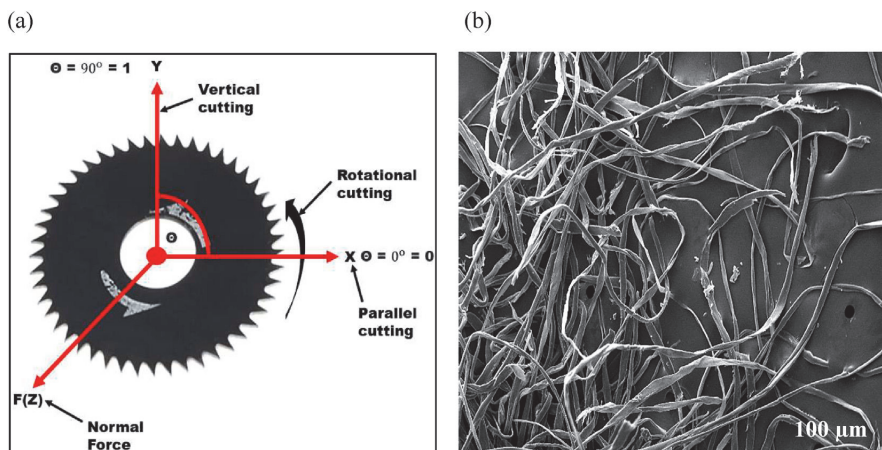 (a)
(b)
Θ = 90° = 1
Y
Vertical
cutting
Rotational
cutting
Θ
X Θ = 0° = 0
Parallel
cutting
F(Z)
Normal
Force
100 μm